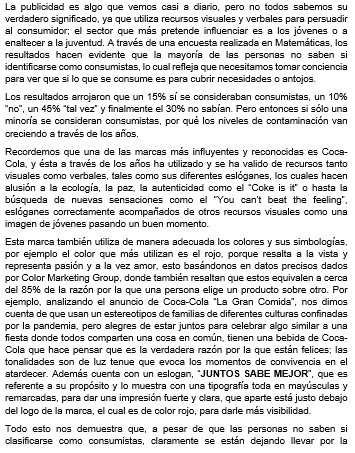 La publicidad es algo que vemos casi a diario, pero no todos sabemos su
verdadero significado, ya que utiliza recursos visuales y verbales para persuadir
al consumidor; el sector que más pretende influenciar es a los jóvenes o a
enaltecer a la juventud. A través de una encuesta realizada en Matemáticas, los
resultados hacen evidente que la mayoría de las personas no saben si
identificarse como consumistas, lo cual refleja que necesitamos tomar conciencia
para ver que si lo que se consume es para cubrir necesidades o antojos.
Los resultados arrojaron que un 15% sí se consideraban consumistas, un 10%
“no”, un 45% “tal vez” y finalmente el 30% no sabían. Pero entonces si sólo una
minoría se consideran consumistas, por qué los niveles de contaminación van
creciendo a través de los años.
Recordemos que una de las marcas más influyentes y reconocidas es Coca-
Cola, y ésta a través de los años ha utilizado y se ha valido de recursos tanto
visuales como verbales, tales como sus diferentes eslóganes, los cuales hacen
alusión a la ecología, la paz, la autenticidad como el “Coke is it” o hasta la
búsqueda de nuevas sensaciones como el “You can’t beat the feeling”,
eslóganes correctamente acompañados de otros recursos visuales como una
imagen de jóvenes pasando un buen momento.
Esta marca también utiliza de manera adecuada los colores y sus simbologías,
por ejemplo el color que más utilizan es el rojo, porque resalta a la vista y
representa pasión y a la vez amor, esto basándonos en datos precisos dados
por Color Marketing Group, donde también resaltan que estos equivalen a cerca
del 85% de la razón por la que una persona elige un producto sobre otro. Por
ejemplo, analizando el anuncio de Coca-Cola “La Gran Comida”, nos dimos
cuenta de que usan un estereotipos de familias de diferentes culturas confinadas
por la pandemia, pero alegres de estar juntos para celebrar algo similar a una
fiesta donde todos comparten una cosa en común, tienen una bebida de Coca-
Cola que hace pensar que es la verdadera razón por la que están felices; las
tonalidades son de luz tenue que evoca los momentos de convivencia en el
atardecer. Además cuenta con un eslogan, “JUNTOS SABE MEJOR”, que es
referente a su propósito y lo muestra con una tipografía toda en mayúsculas y
remarcadas, para dar una impresión fuerte y clara, que aparte está justo debajo
del logo de la marca, el cual es de color rojo, para darle más visibilidad.
Todo esto nos demuestra que, a pesar de que las personas no saben si
clasificarse como consumistas, claramente se están dejando llevar por la